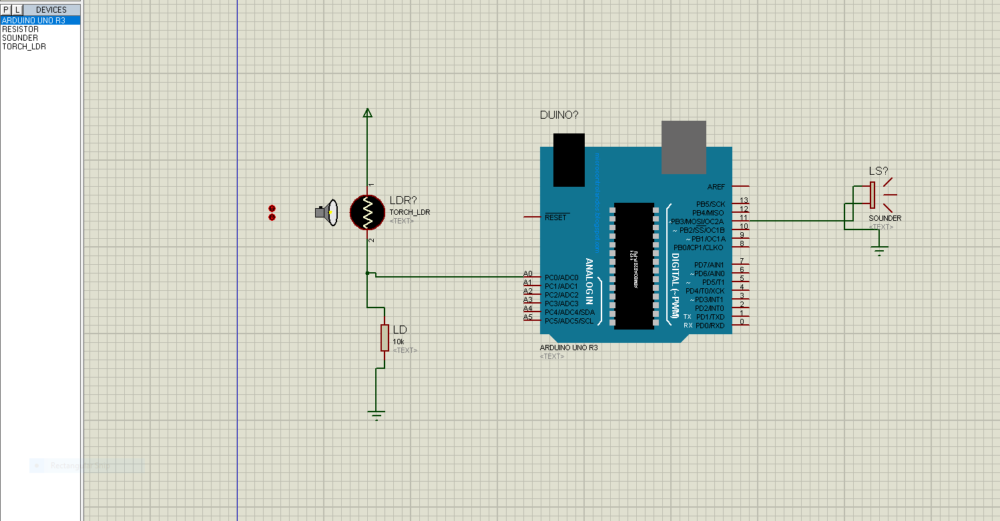 P L DEVICES
ARDUINO UNO R3
RESISTOR
SOUNDER
TORCH_LDR
Rectangular Snip
1
LDR?
TORCH_LDR
<TEXT>
2
LD
10k
<TEXT>
DUINO?
microcontrolandos.blogspot.com
RESET
A0 PC0/ADC0
A1 PC1/ADC1
A2 PC2/ADC2
A3 PC3/ADC3
A4 PC4/ADC4/SDA
A5 PC5/ADC5/SCL
ANALOG IN
1121
DIGITAL (~PWM)
AREF
PB5/SCK 13
PB4/MISO 12
~PB3/MOSI/OC2A 11
~ PB2/SS/OC1B 10
~ PB1/OC1A 9
PB0/ICP1/CLKO 8
PD7/AIN1 7
~ PD6/AIN0 6
~ PD5/T1 5
PD4/T0/XCK 4
~ PD3/INT1 3
PD2/INT0 2
TX PD1/TXD 1
RX PD0/RXD 0
ARDUINO UNO R3
<TEXT>
LS?
SOUNDER
<TEXT>